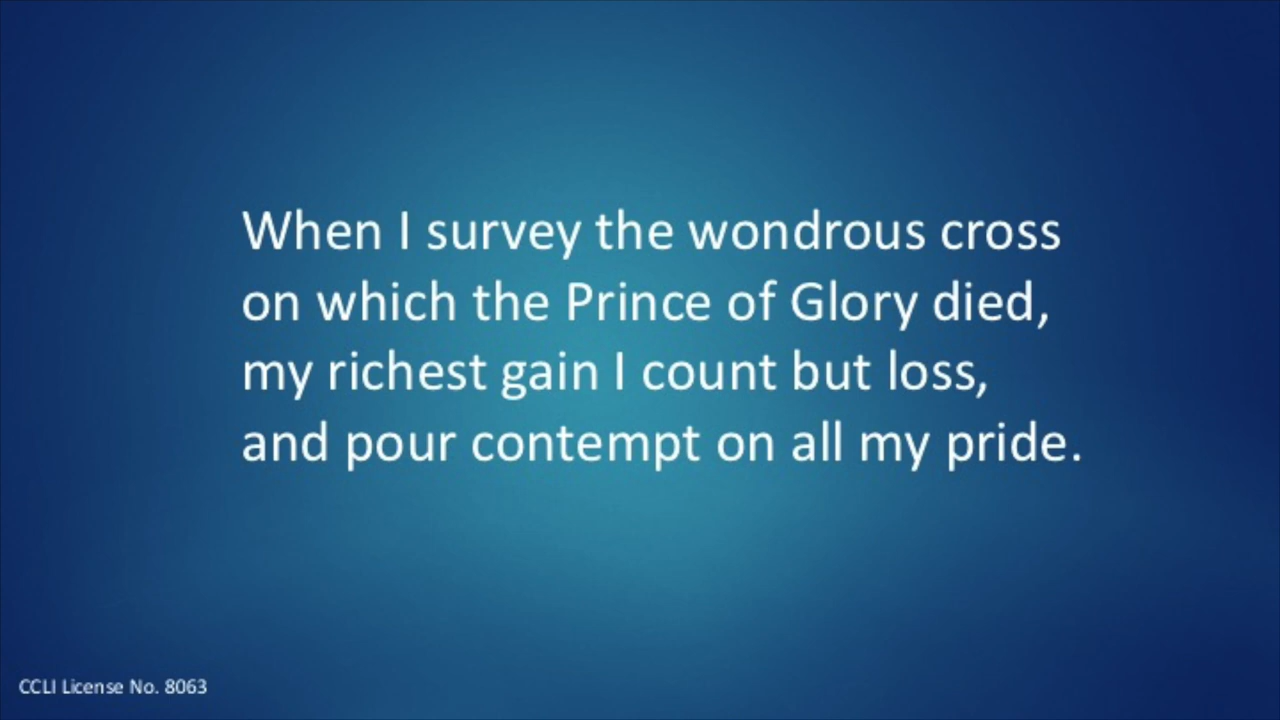 When I survey the wondrous cross
on which the Prince of Glory died,
my richest gain I count but loss,
and pour contempt on all my pride.
CCLI License No. 8063